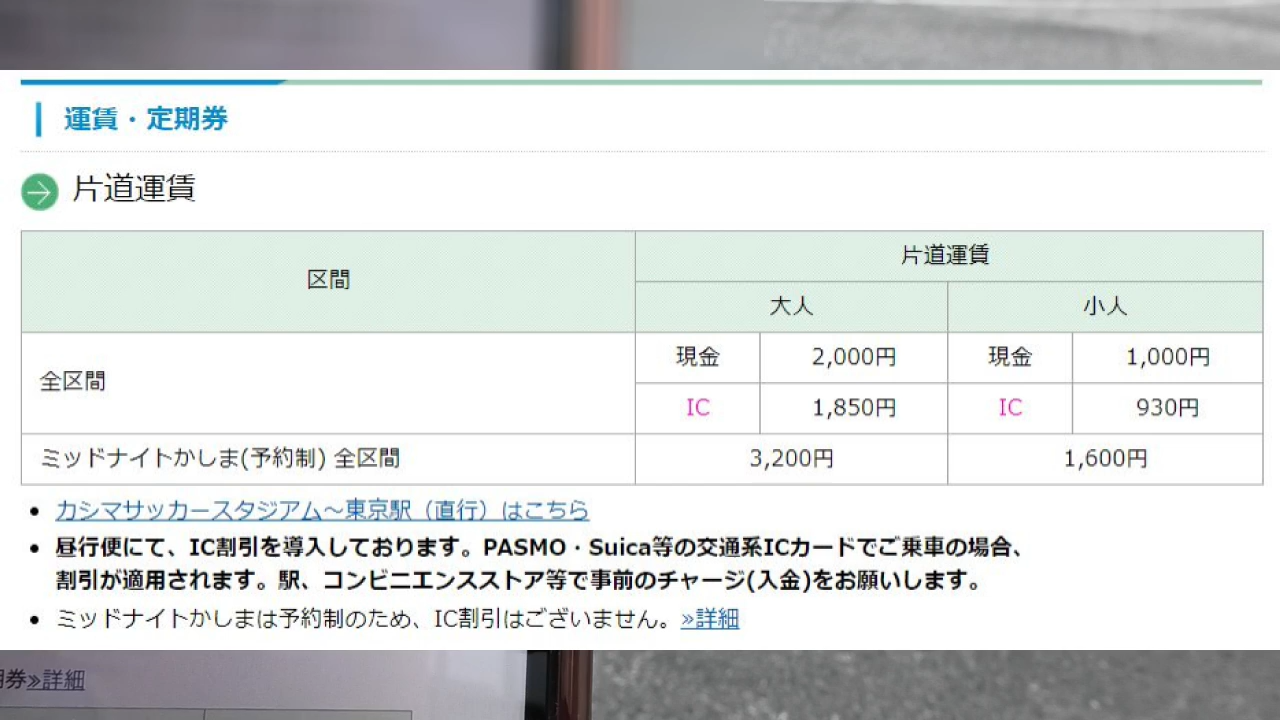 運賃・定期券
片道運賃
区間
片道運賃
大人
小人
全区間
現金
2,000円
現金
1,000円
IC
1,850円
IC
930円
ミッドナイトかしま(予約制) 全区間
3,200円
1,600円
カシマサッカースタジアム～東京駅（直行）はこちら
昼行便にて、IC割引を導入しております。PASMO・Suica等の交通系ICカードでご乗車の場合、
割引が適用されます。駅、コンビニエンスストア等で事前のチャージ(入金)をお願いします。
ミッドナイトかしまは予約制のため、IC割引はございません。»詳細
券»詳細